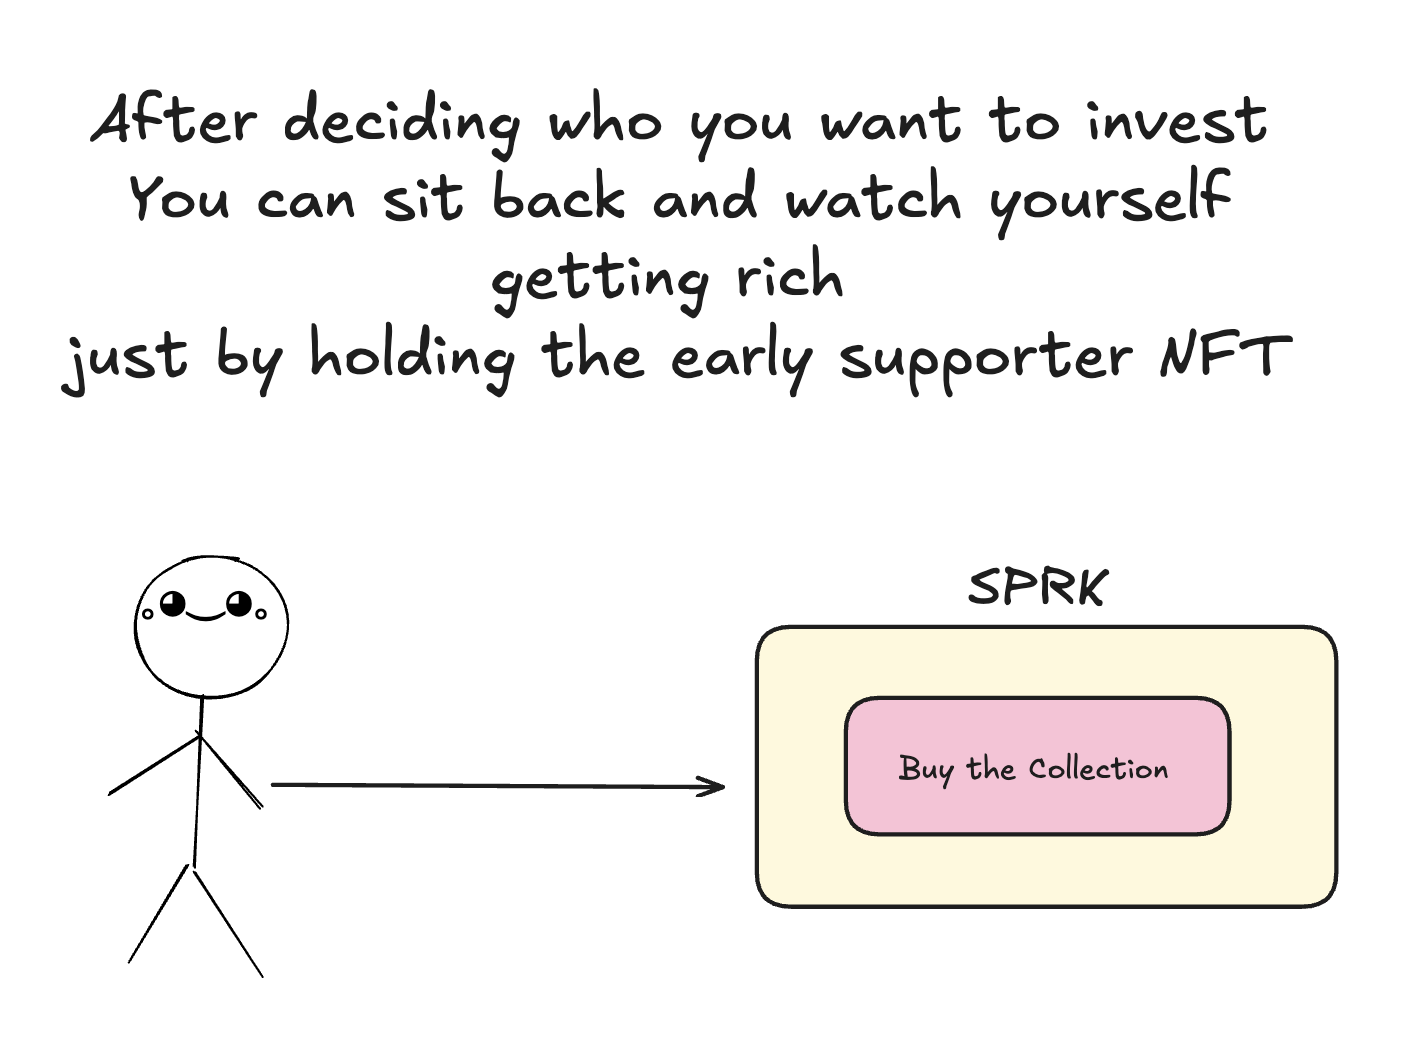 After deciding who you want to invest
You can sit back and watch yourself
getting rich
just by holding the early supporter NFT
SPRK
Buy the Collection